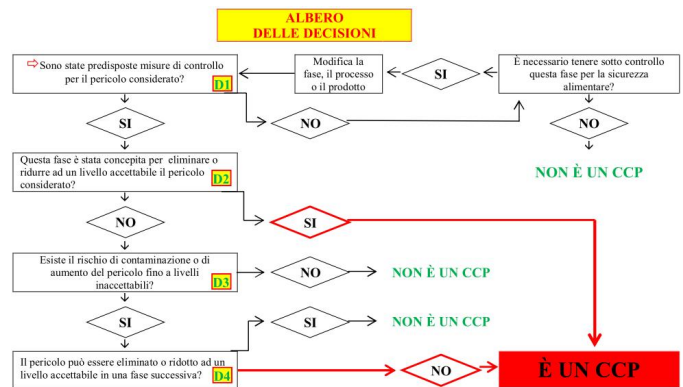 ALBERO
DELLE DECISIONI
⇨Sono state predisposte misure di controllo
per il pericolo considerato?
D1
Modifica la
fase, il processo
o il prodotto
SI
È necessario tenere sotto controllo
questa fase per la sicurezza
alimentare?
SI
NO
NO
NON È UN CCP
Questa fase è stata concepita per eliminare o
ridurre ad un livello accettabile il pericolo
considerato?
D2
NO
SI
Esiste il rischio di contaminazione o di
aumento del pericolo fino a livelli
inaccettabili?
D3
NO
NON È UN CCP
SI
SI
NON È UN CCP
Il pericolo può essere eliminato o ridotto ad un
livello accettabile in una fase successiva?
D4
NO
È UN CCP